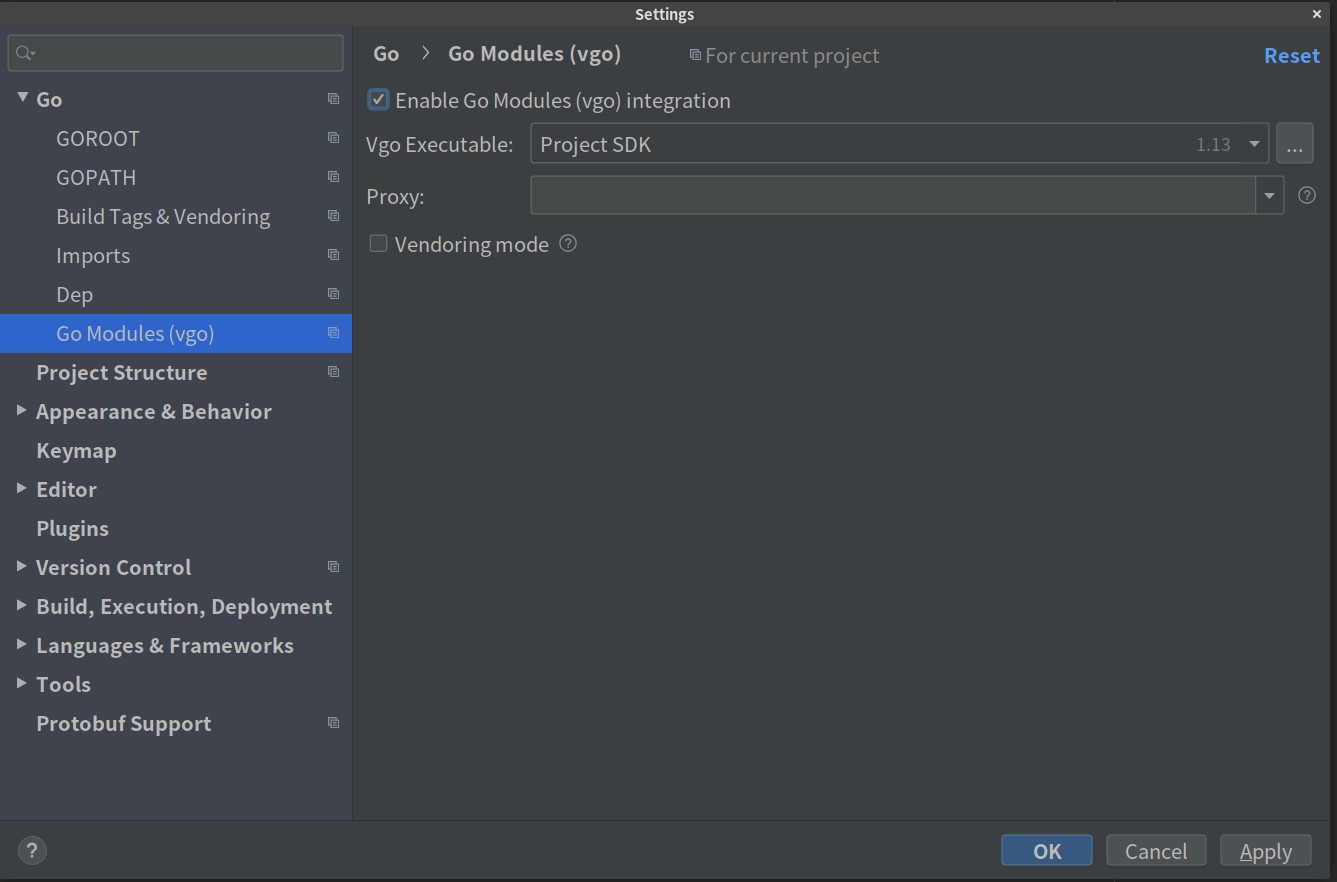 Settings
Go
GOROOT
GOPATH
Build Tags & Vendoring
Imports
Dep
Go Modules (vgo)
Project Structure
Appearance & Behavior
Keymap
Editor
Plugins
Version Control
Build, Execution, Deployment
Languages & Frameworks
Tools
Protobuf Support
Go > Go Modules (vgo) For current project Reset
Enable Go Modules (vgo) integration
Vgo Executable: Project SDK 1.13 ...
Proxy: ?
Vendoring mode ?
? OK Cancel Apply